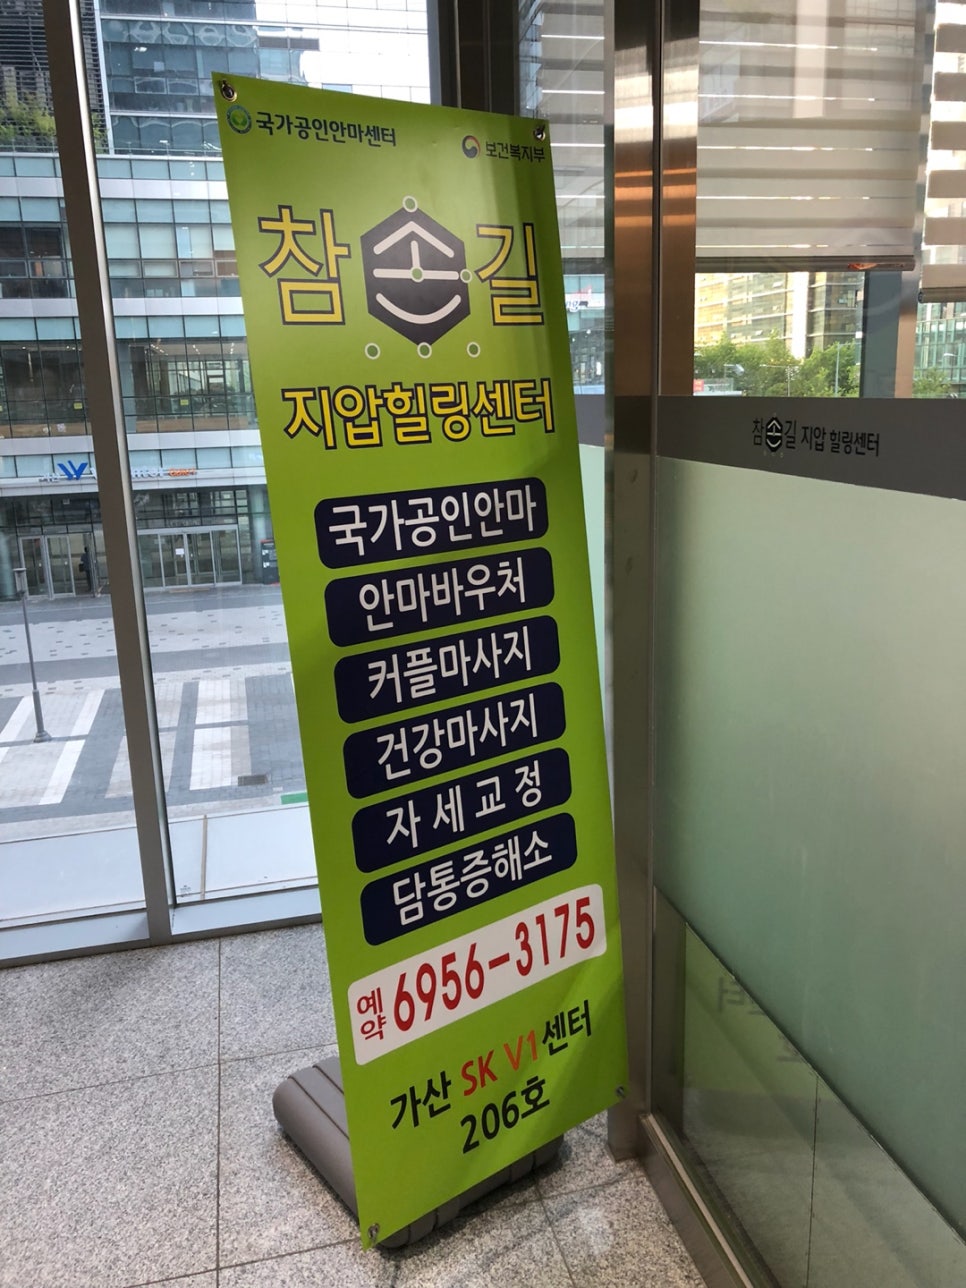 국가공인안마센터
보건복지부
참손길
지압힐링센터
국가공인안마
안마바우처
커플마사지
건강마사지
자세교정
담통증해소
예약 6956-3175
가산 SK V1센터
206호
참손길 지압 힐링센터